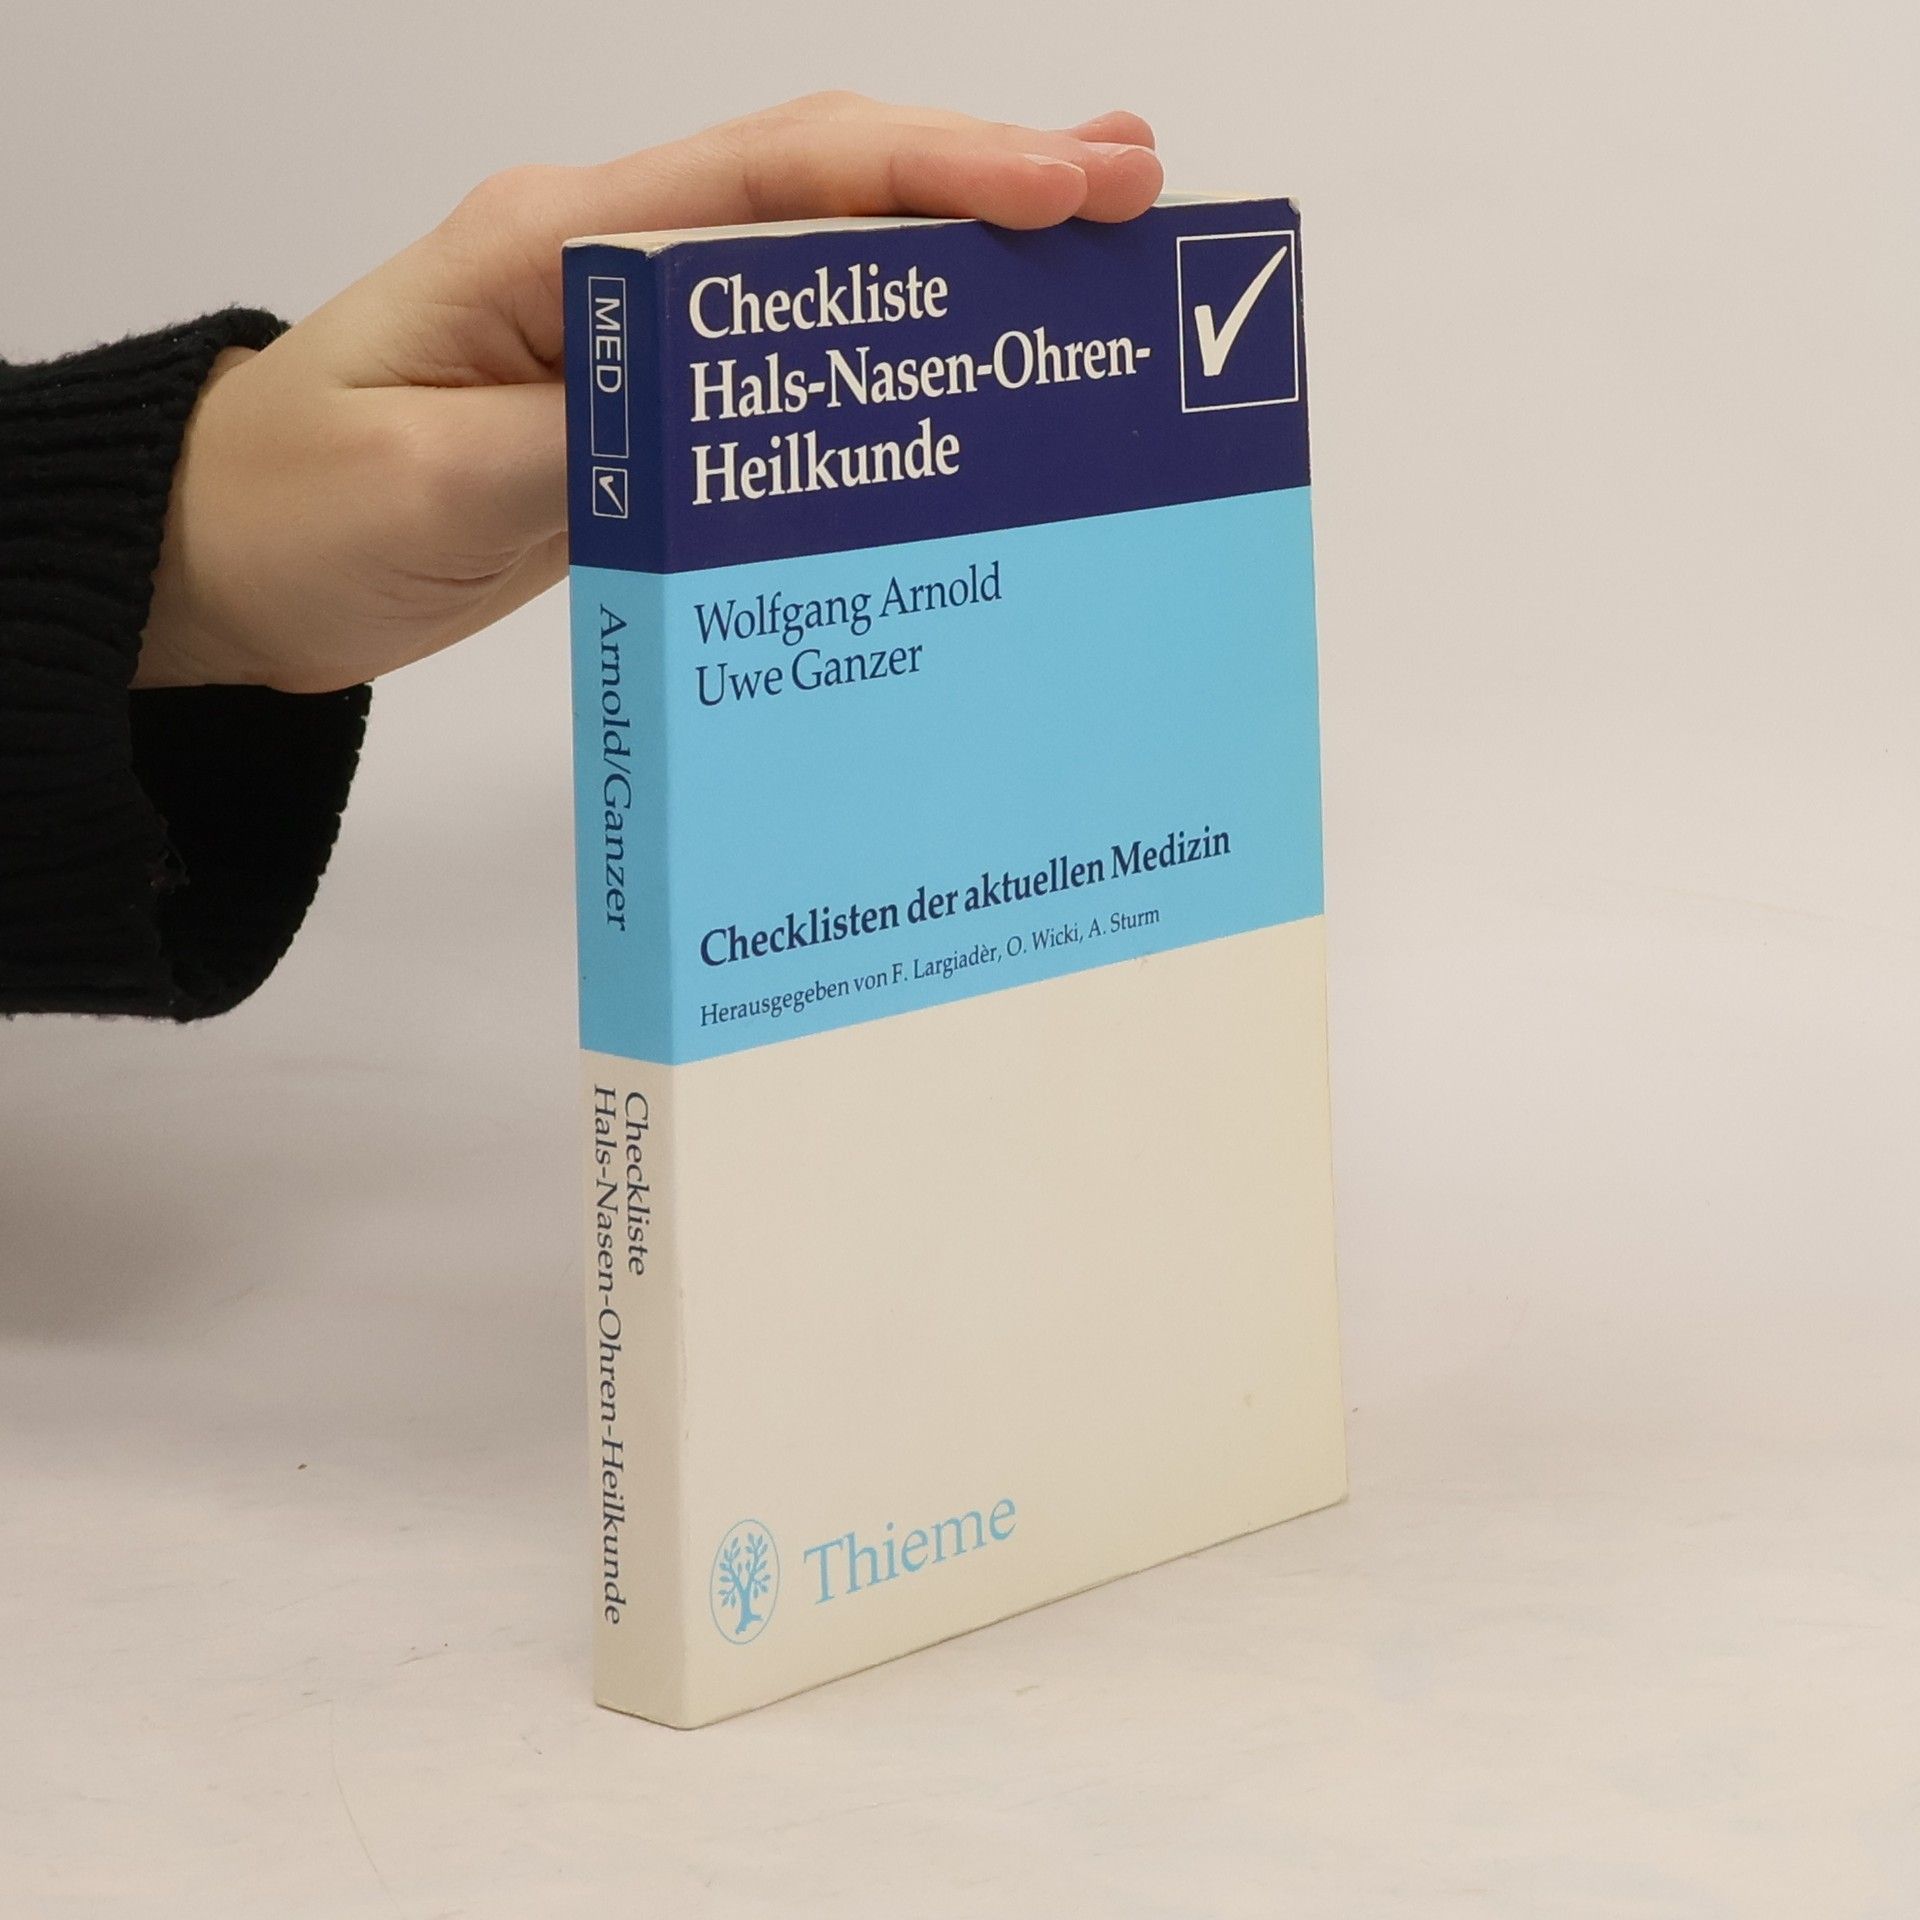 Checkliste
Hals-Nasen-Ohren-
Heilkunde
Wolfgang Arnold
Uwe Ganzer
Checklisten der aktuellen Medizin
Herausgegeben von F. Largiadèr, O. Wicki, A. Sturm
Thieme
MED
Arnold/Ganzer
Checkliste
Hals-Nasen-Ohren-Heilkunde